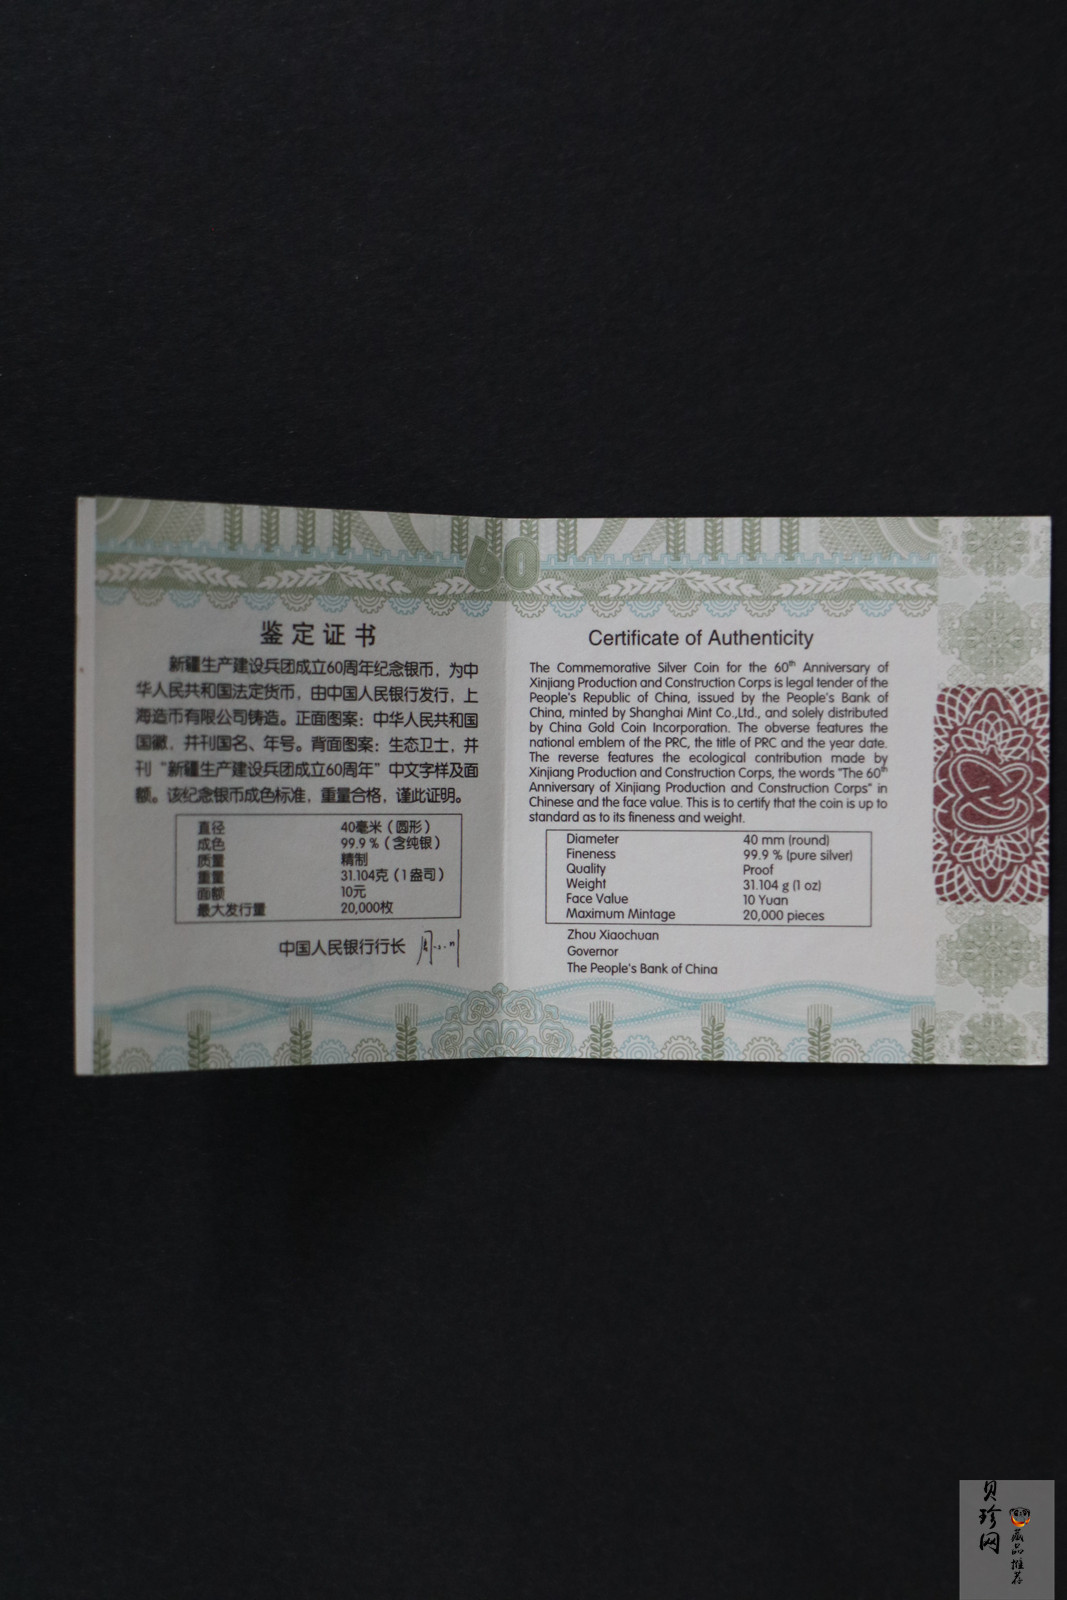 60
鉴定证书
新疆生产建设兵团成立60周年纪念银币，为中
华人民共和国法定货币，由中国人民银行发行，上
海造币有限公司铸造。正面图案：中华人民共和国
国徽，并刊国名、年号。背面图案：生态卫士，并
刊“新疆生产建设兵团成立60周年”中文字样及面
额。该纪念银币成色标准，重量合格，谨此证明。
直径 40毫米（圆形）
成色 99.9%（含纯银）
质量 精制
重量 31.104克（1盎司）
面额 10元
最大发行量 20,000枚
中国人民银行行长
Certificate of Authenticity
The Commemorative Silver Coin for the 60th Anniversary of
Xinjiang Production and Construction Corps is legal tender of the
People's Republic of China, issued by the People's Bank of
China, minted by Shanghai Mint Co.,Ltd., and solely distributed
by China Gold Coin Incorporation. The obverse features the
national emblem of the PRC, the title of PRC and the year date.
The reverse features the ecological contribution made by
Xinjiang Production and Construction Corps, the words "The 60th
Anniversary of Xinjiang Production and Construction Corps" in
Chinese and the face value. This is to certify that the coin is up to
standard as to its fineness and weight.
Diameter 40 mm (round)
Fineness 99.9 % (pure silver)
Quality Proof
Weight 31.104 g (1 oz)
Face Value 10 Yuan
Maximum Mintage 20,000 pieces
Zhou Xiaochuan
Governor
The People's Bank of China
贝珍网
藏品推荐